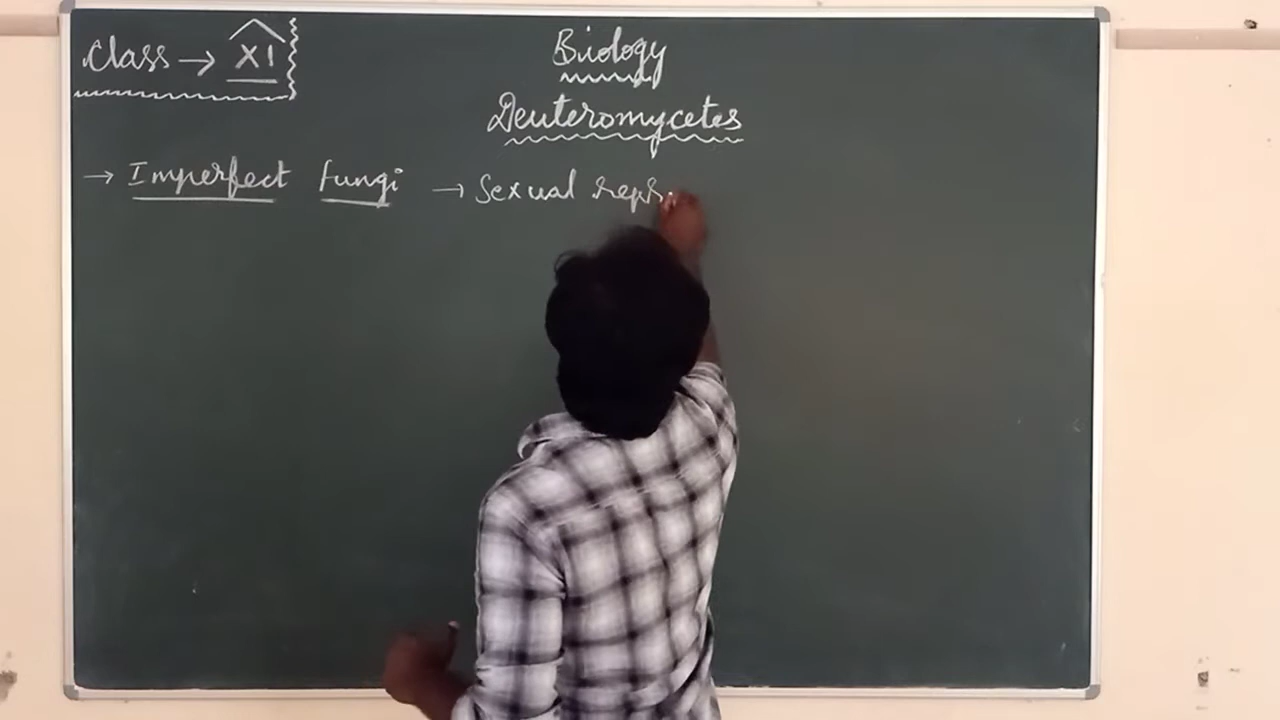 Class → XI
Biology
Deuteromycetes
→ Imperfect fungi → Sexual repr